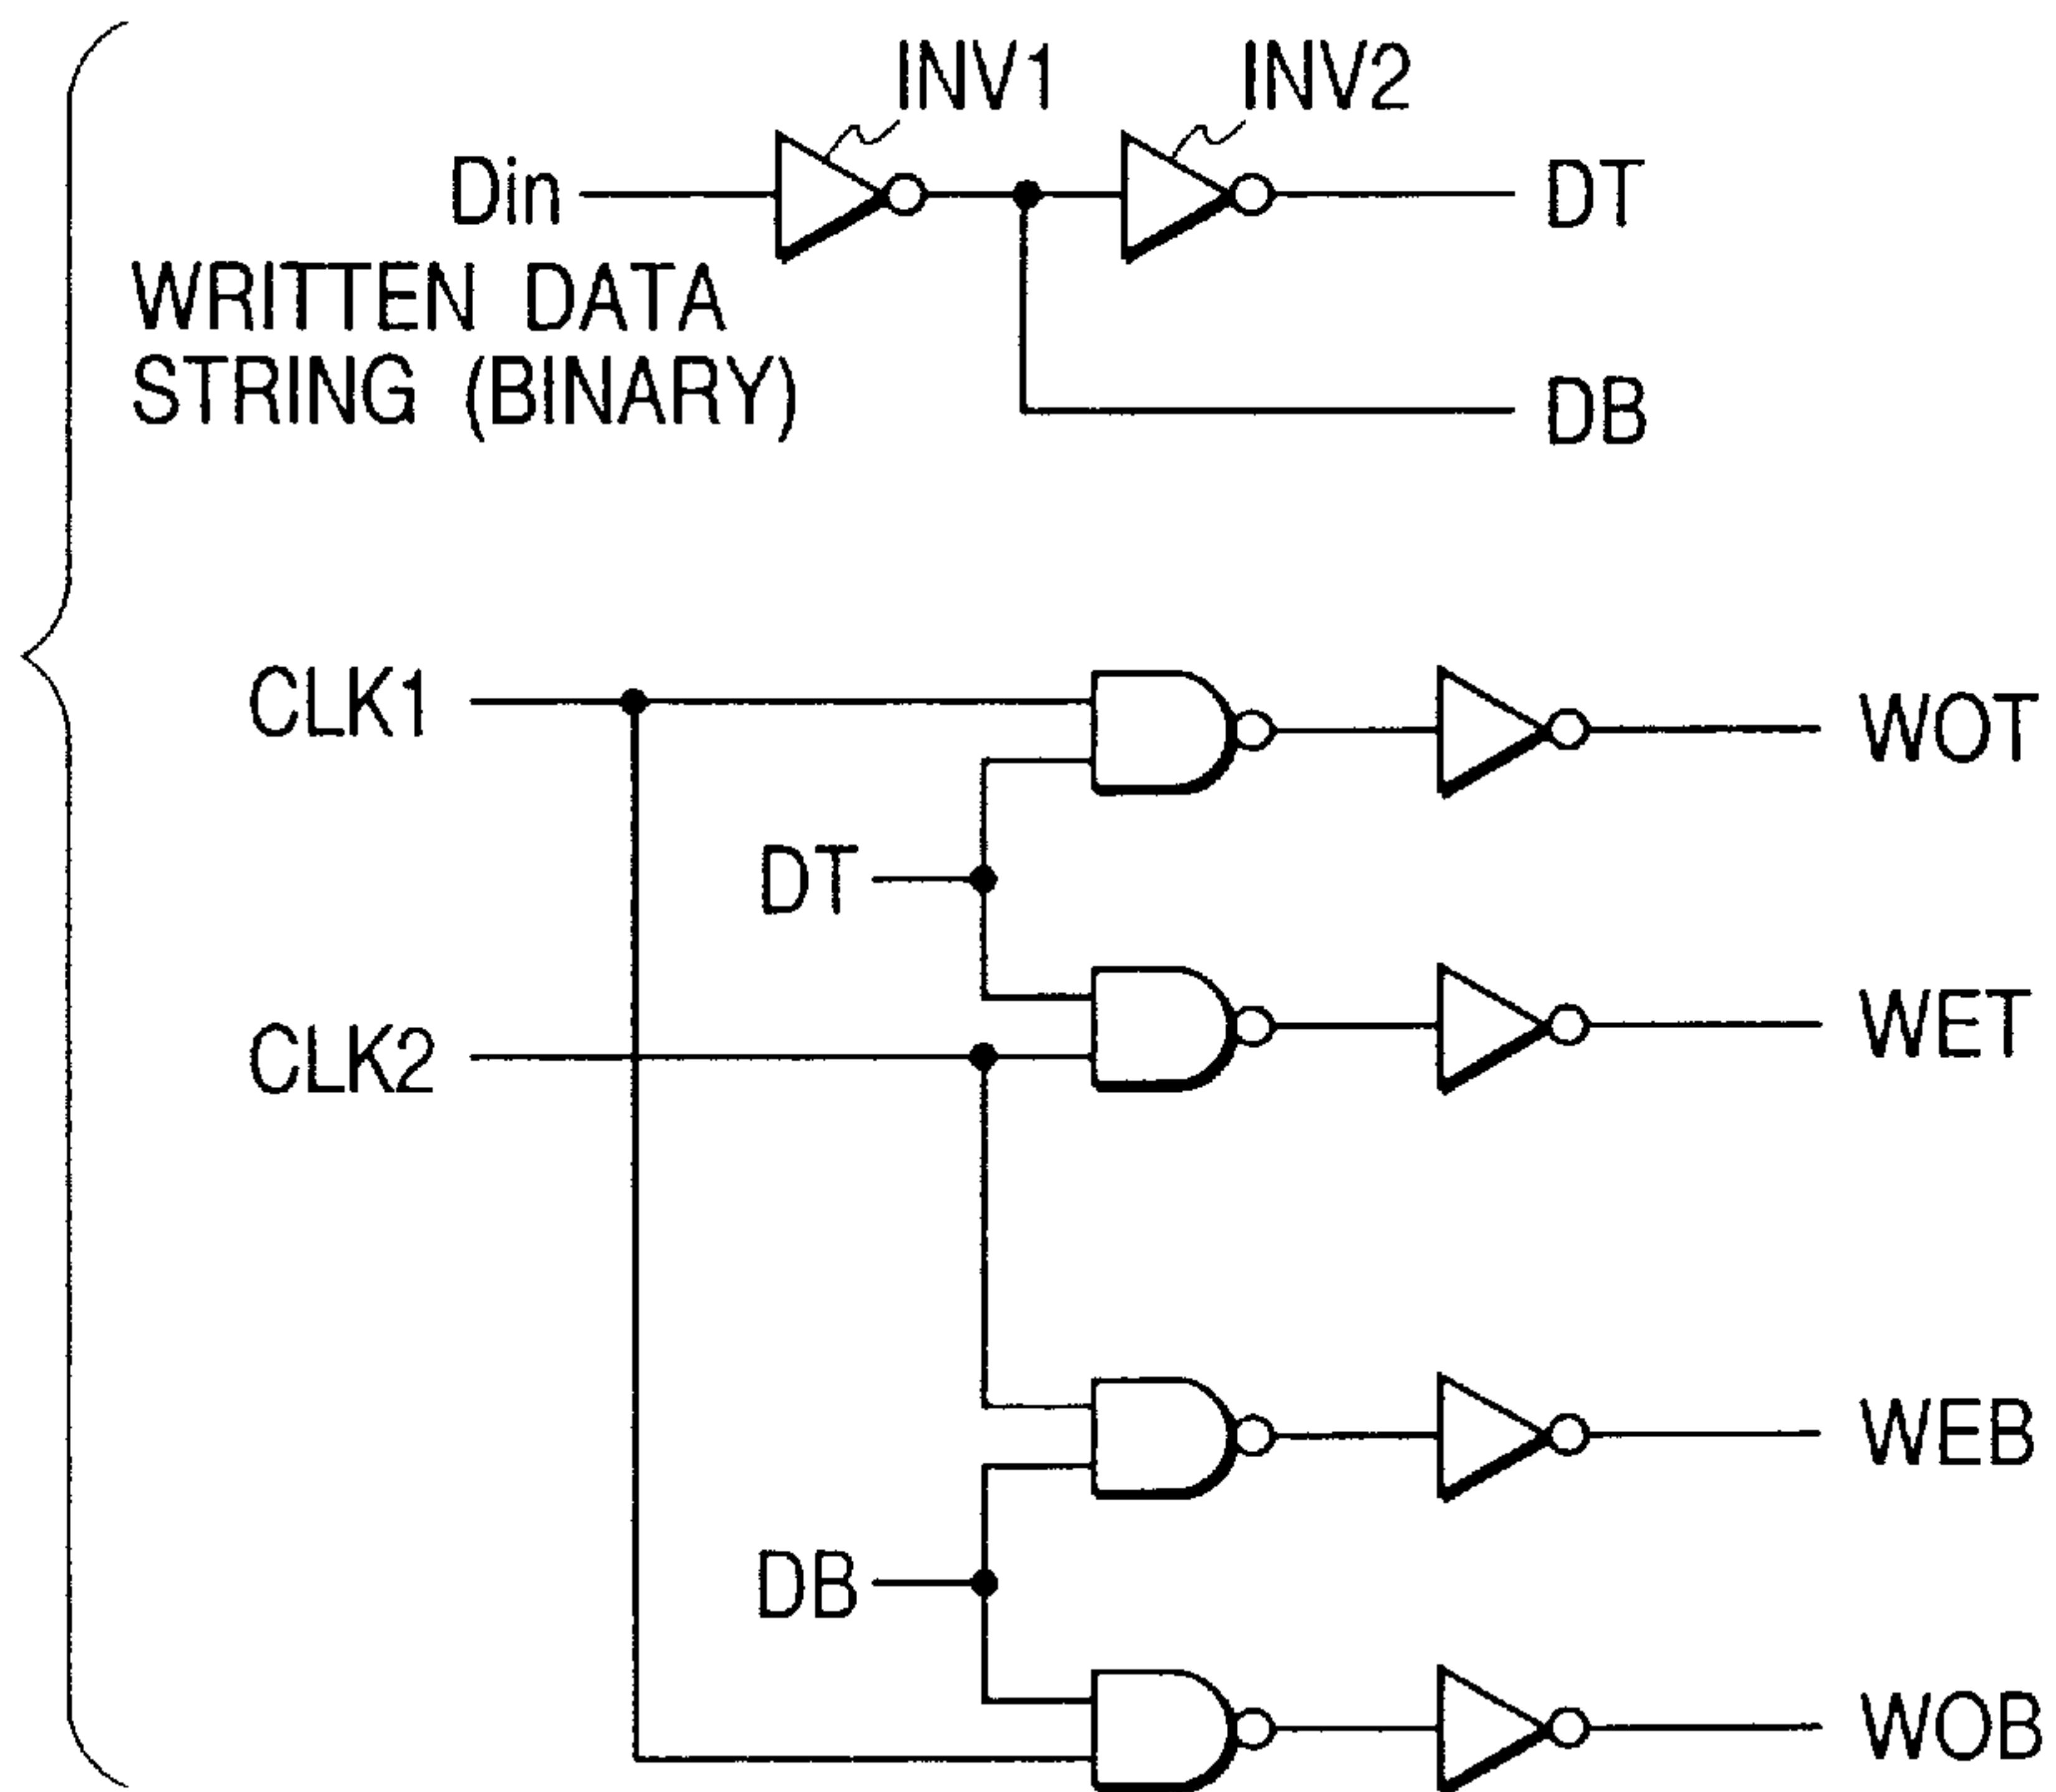 INV1 INV2
Din DT
WRITTEN DATA
STRING (BINARY)
DB
CLK1
WOT
DT
WET
CLK2
WEB
DB
WOB